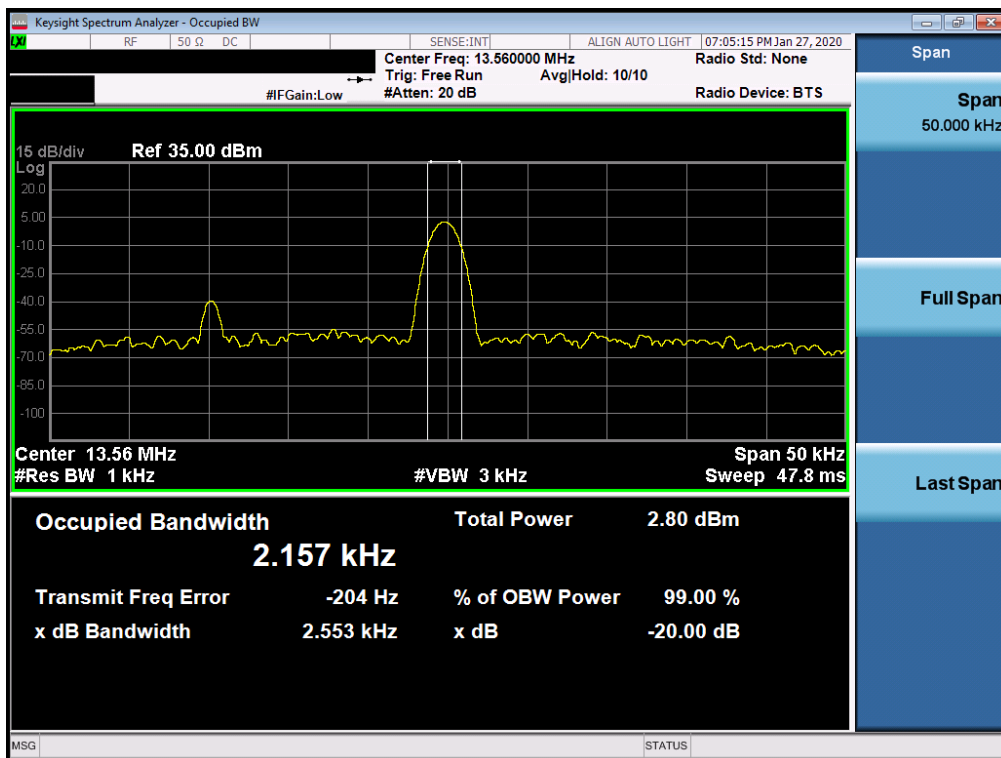 Keysight Spectrum Analyzer - Occupied BW
LXI RF 50 Ω DC SENSE:INT ALIGN AUTO LIGHT 07:05:15 PM Jan 27, 2020
Center Freq: 13.560000 MHz Radio Std: None
Trig: Free Run Avg|Hold: 10/10
#IFGain:Low #Atten: 20 dB Radio Device: BTS
Span
Span
50.000 kHz
Full Span
Last Span
15 dB/div Ref 35.00 dBm
Log
20.0
5.00
-10.0
-25.0
-40.0
-55.0
-70.0
-85.0
-100
Center 13.56 MHz Span 50 kHz
#Res BW 1 kHz #VBW 3 kHz Sweep 47.8 ms
Occupied Bandwidth Total Power 2.80 dBm
2.157 kHz
Transmit Freq Error -204 Hz % of OBW Power 99.00 %
x dB Bandwidth 2.553 kHz x dB -20.00 dB
MSG STATUS